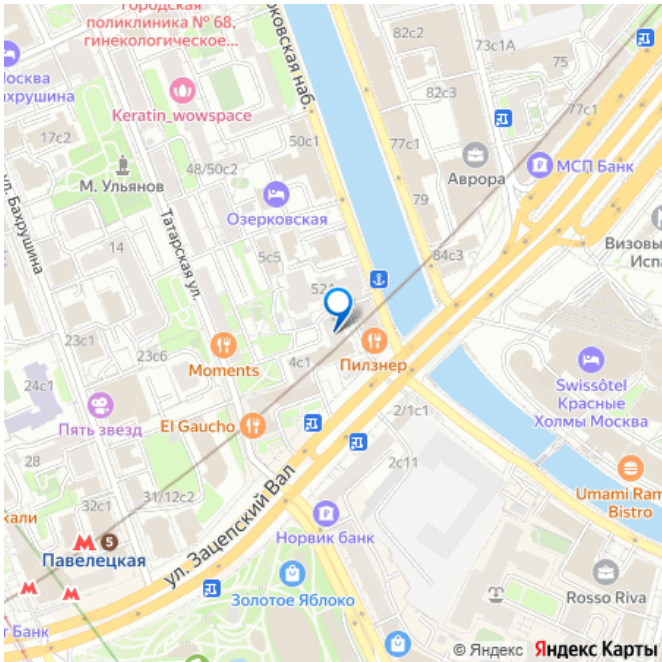 Городская
поликлиника № 68,
гинекологическое...
82с2
73с1А
75
Москва
Бахрушина
82с3
77с1
Keratin_wowspace
17с2
50с1
77с1
48/50с2
М. Ульянов
Аврора
МСП Банк
79
ул. Бахрушина
Озерковская
Татарская ул.
14
5с5
84с3
52
23с1
23с6
4с1
Moments
Пилзнер
24с1
Swissôtel
Красные
Холмы Москва
Пять звезд
El Gaucho
2/1с1
28
2с11
31/12с2
32с1
Umami Ram
Bistro
5
Павелецкая
ул. Зацепский Вал
Норвик банк
Золотое Яблоко
Rosso Riva
т Банк
© Яндекс Яндекс Карты